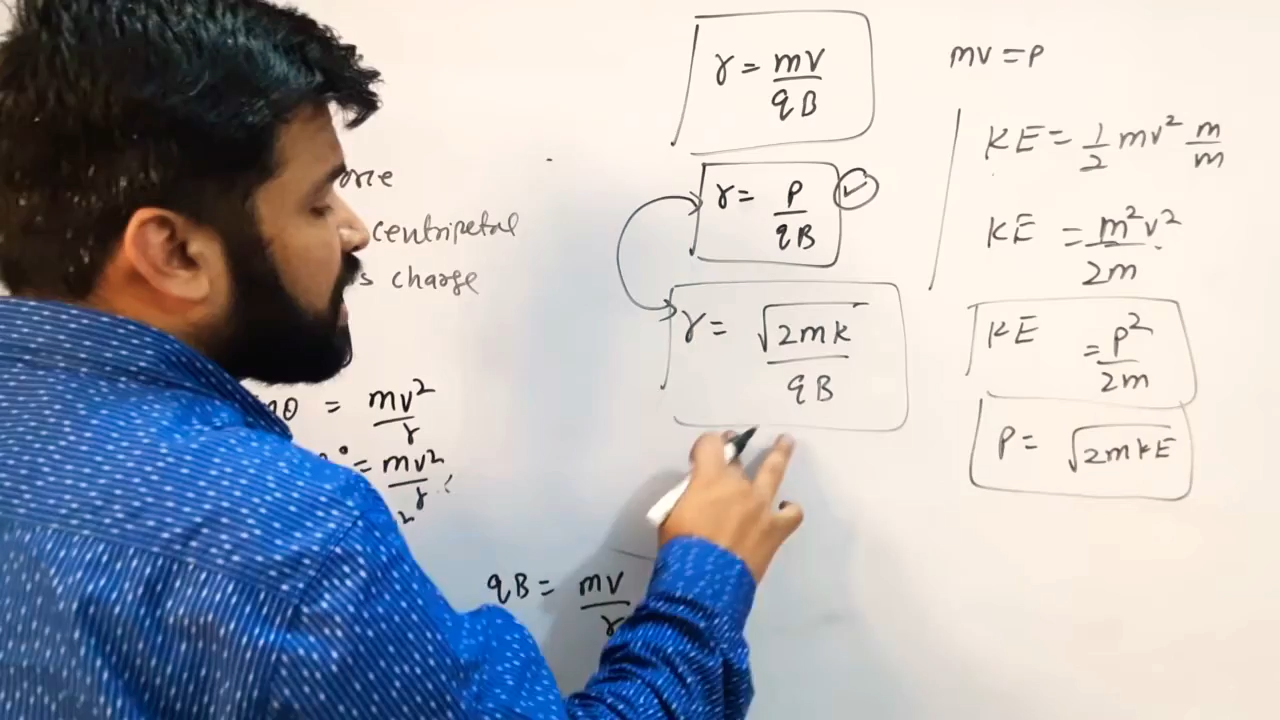 centripetal
charge
= mv²/r
= mv²/r
qB = mv/r
r = mv/qB
r = p/qB
r = √2mk/qB
mv = p
KE = 1/2 mv² m/m
KE = m²v²/2m
KE = p²/2m
p = √2mKE